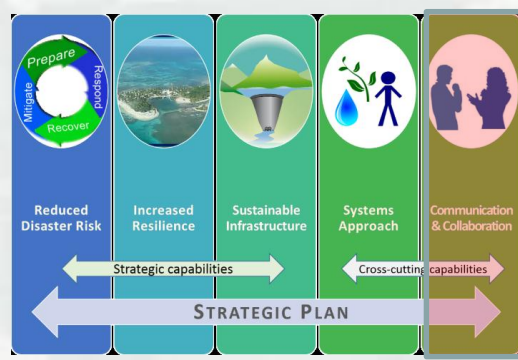 Prepare
Respond
Mitigate
Recover
Reduced
Disaster Risk
Increased
Resilience
Sustainable
Infrastructure
Systems
Approach
Communication
& Collaboration
Strategic capabilities
Cross-cutting capabilities
STRATEGIC PLAN